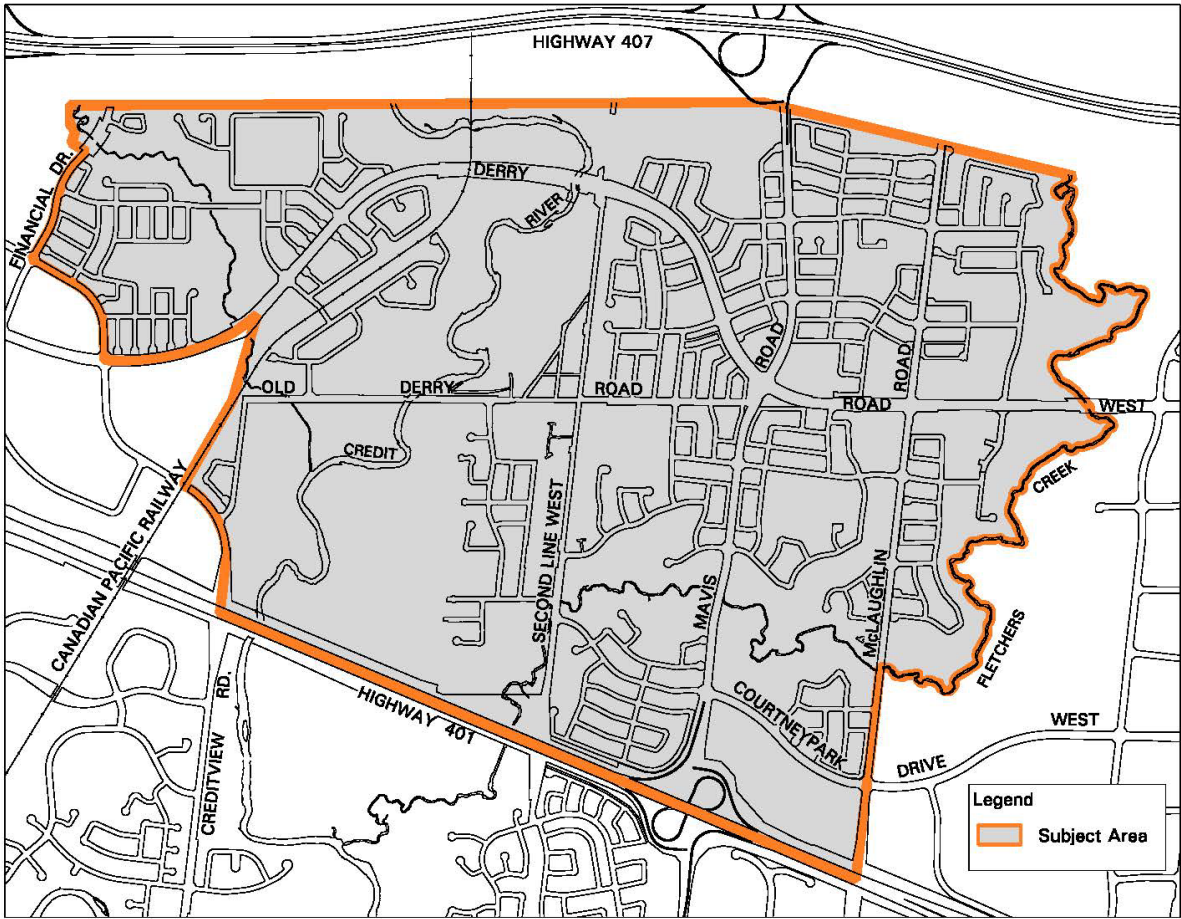 HIGHWAY 407
FINANCIAL DR.
DERRY
RIVER
ROAD
ROAD
OLD
DERRY
ROAD
ROAD
WEST
CREDIT
CREEK
CANADIAN PACIFIC RAILWAY
SECOND LINE WEST
MAVIS
McLAUGHLIN
FLETCHERS
HIGHWAY 401
CREDITVIEW RD.
COURTNEYPARK
DRIVE
WEST
Legend
Subject Area